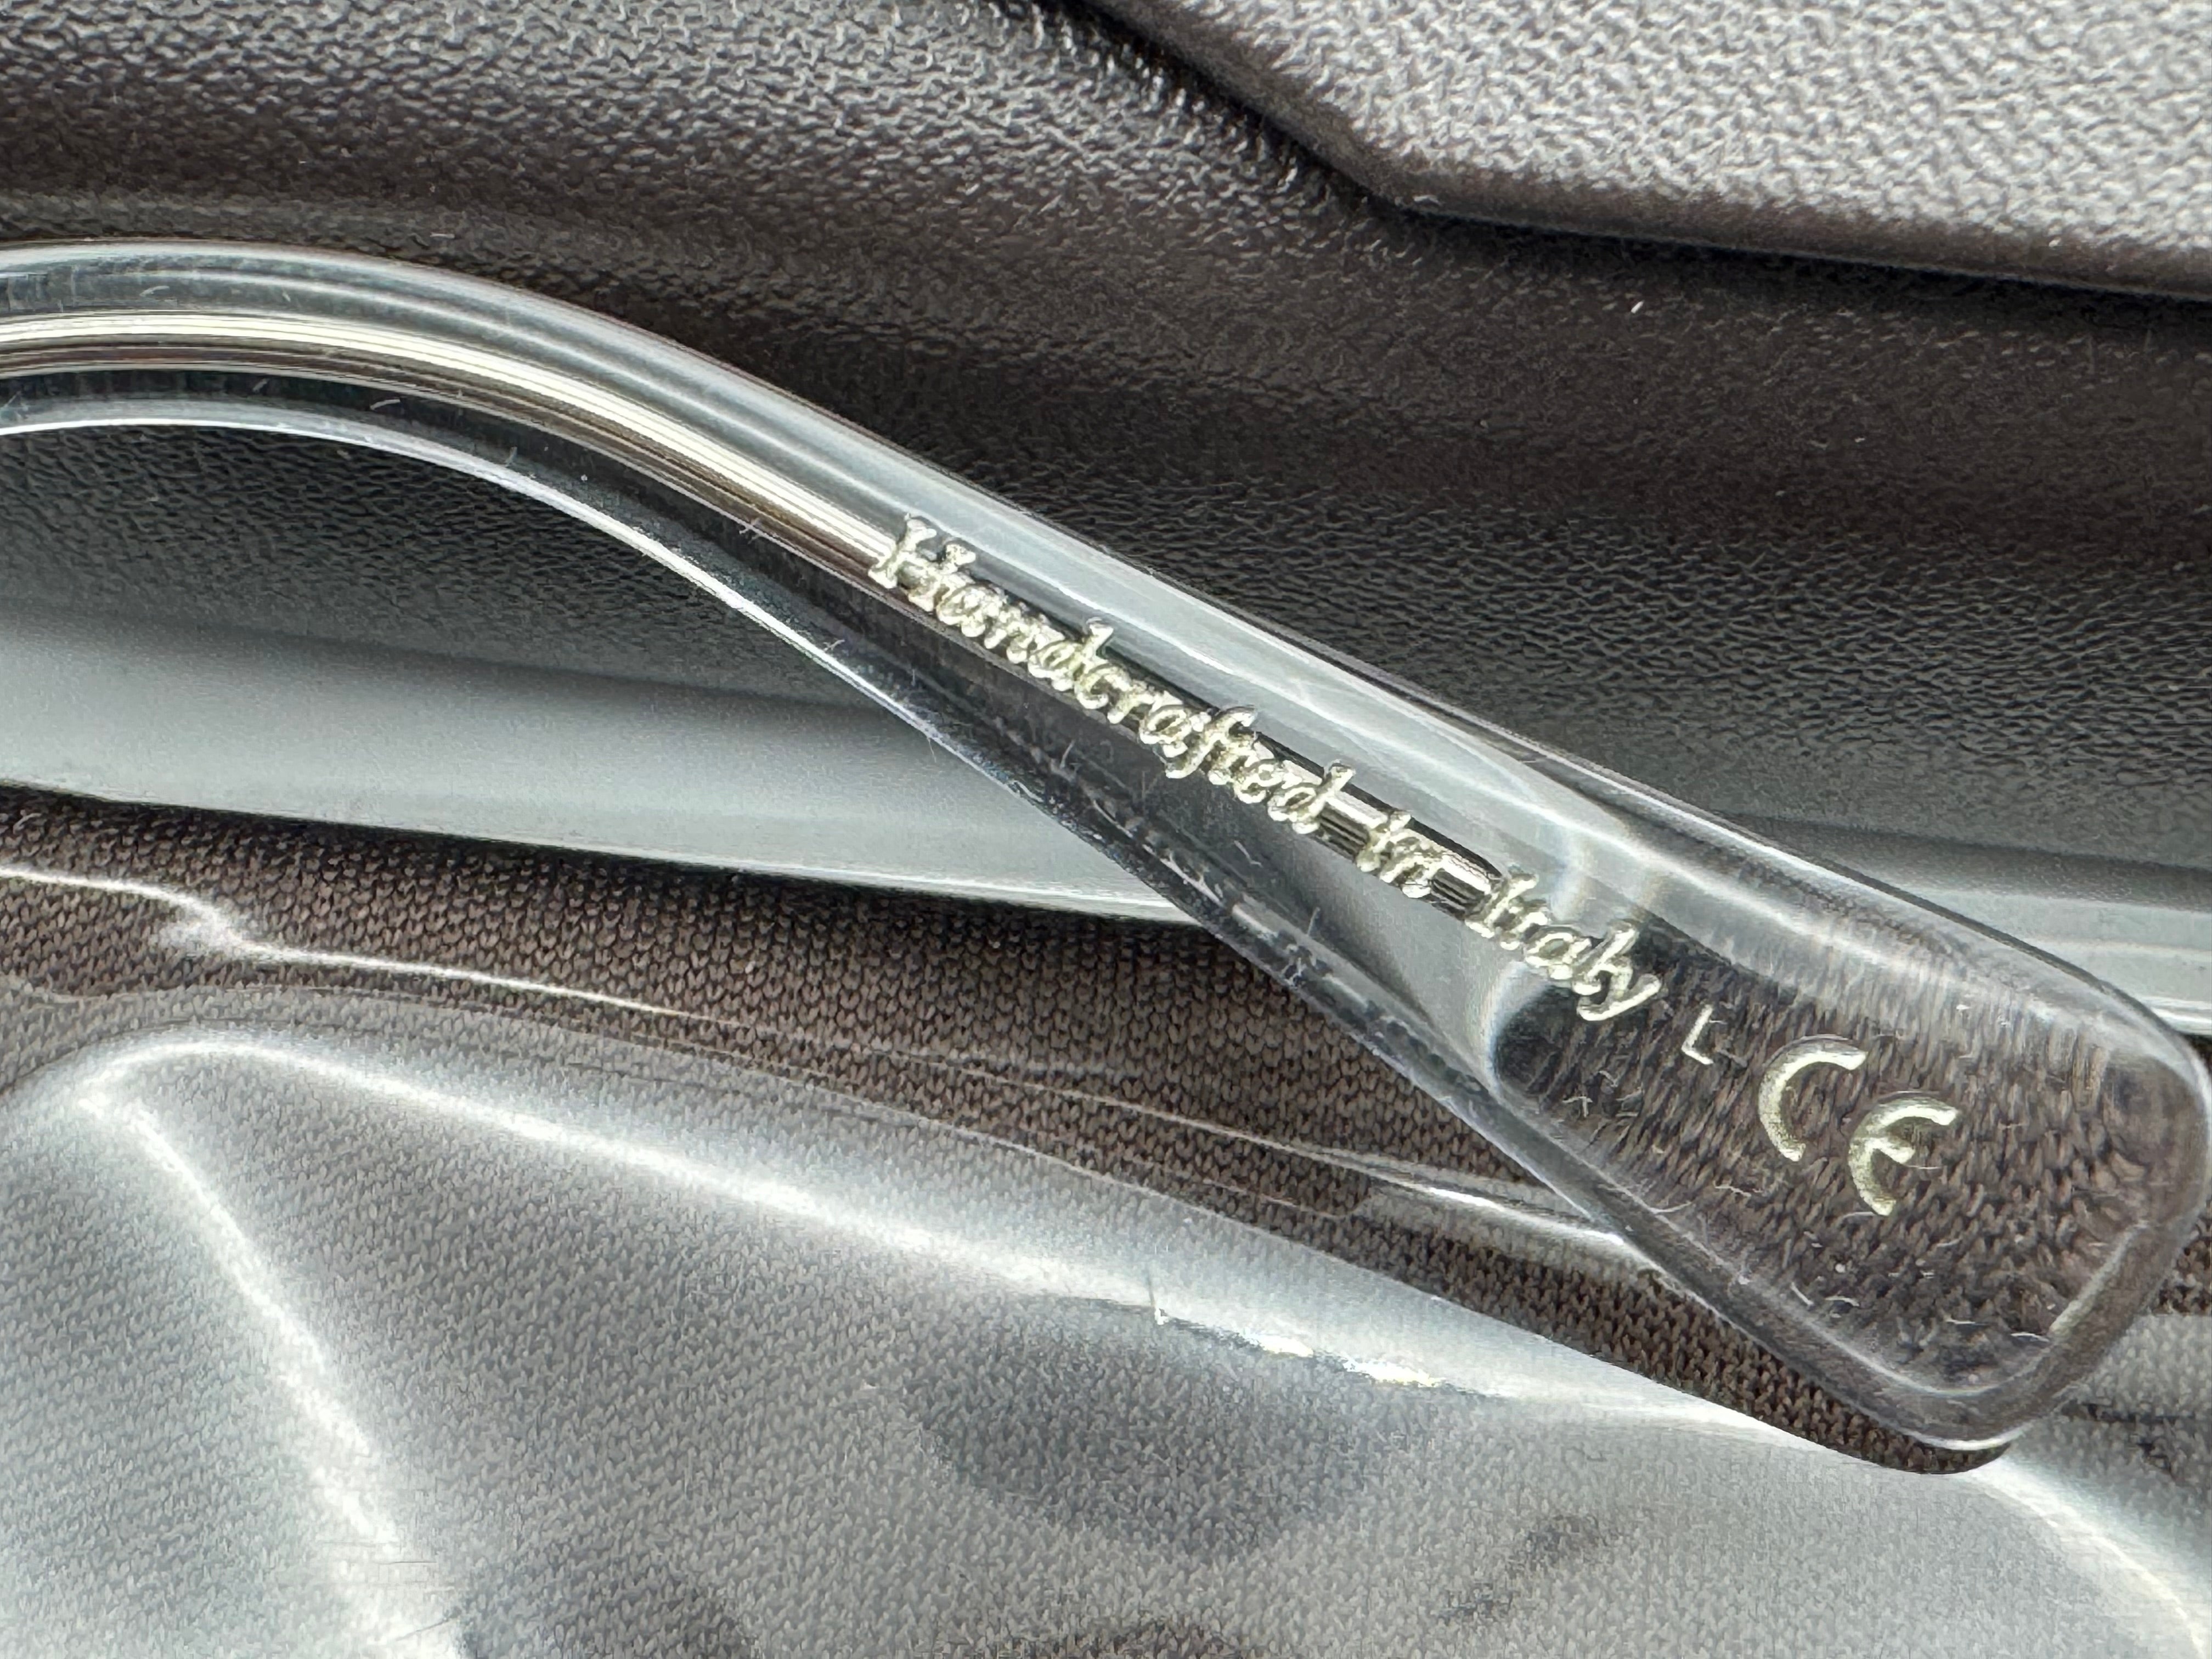 Handcrafted in Italy L CE